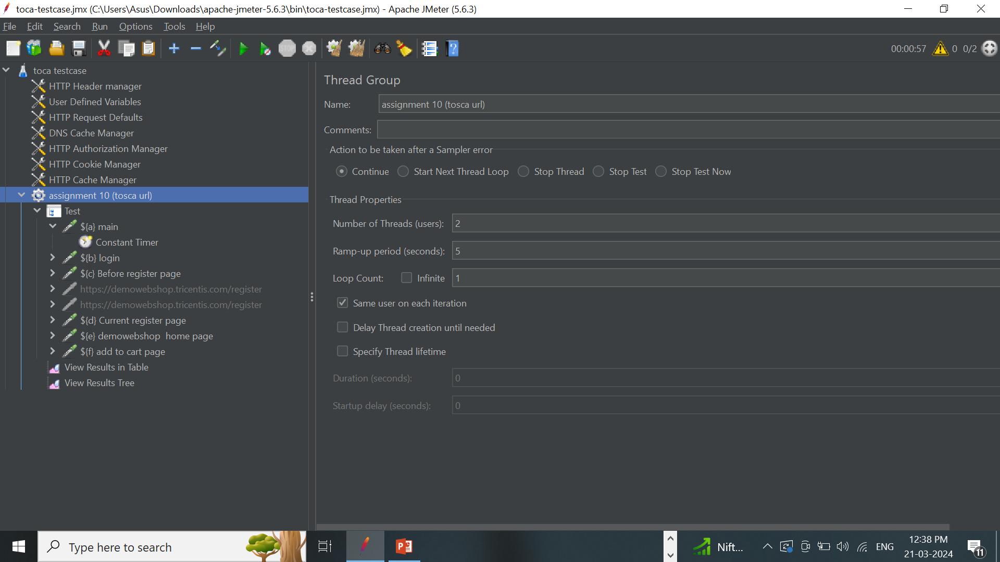 toca-testcase.jmx (C:\Users\Asus\Downloads\apache-jmeter-5.6.3\bin\toca-testcase.jmx) - Apache JMeter (5.6.3)
File Edit Search Run Options Tools Help
STOP 00:00:57 0 0/2
toca testcase
HTTP Header manager
User Defined Variables
HTTP Request Defaults
DNS Cache Manager
HTTP Authorization Manager
HTTP Cookie Manager
HTTP Cache Manager
assignment 10 (tosca url)
Test
${a} main
Constant Timer
${b} login
${c} Before register page
https://demowebshop.tricentis.com/register
https://demowebshop.tricentis.com/register
${d} Current register page
${e} demowebshop  home page
${f} add to cart page
View Results in Table
View Results Tree
Thread Group
Name: assignment 10 (tosca url)
Comments:
Action to be taken after a Sampler error
Continue Start Next Thread Loop Stop Thread Stop Test Stop Test Now
Thread Properties
Number of Threads (users): 2
Ramp-up period (seconds): 5
Loop Count: Infinite 1
Same user on each iteration
Delay Thread creation until needed
Specify Thread lifetime
Duration (seconds): 0
Startup delay (seconds): 0
Type here to search
Nift... ENG 12:38 PM
21-03-2024 11